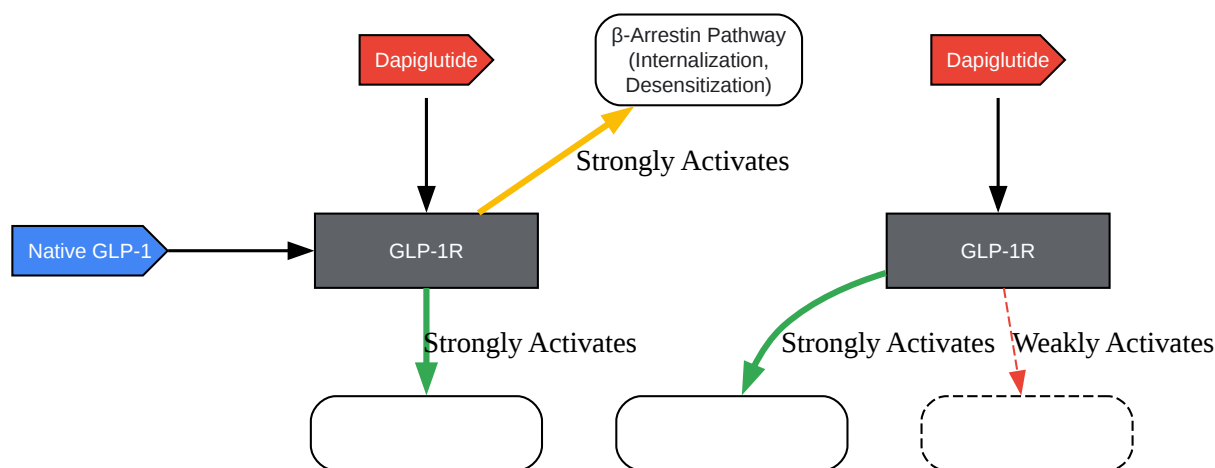 Dapiglutide
β-Arrestin Pathway
(Internalization,
Desensitization)
Dapiglutide
Strongly Activates
Native GLP-1
GLP-1R
GLP-1R
Strongly Activates
Strongly Activates
Weakly Activates